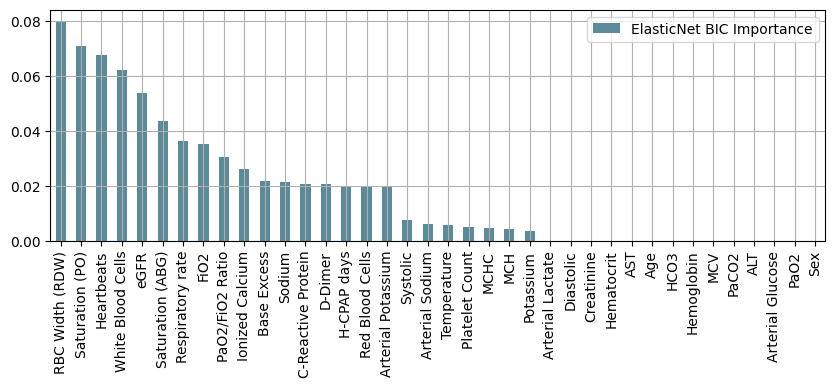 ElasticNet BIC Importance
0.08
0.06
0.04
0.02
0.00
RBC Width (RDW)
Saturation (PO)
Heartbeats
White Blood Cells
eGFR
Saturation (ABG)
Respiratory rate
FiO2
PaO2/FiO2 Ratio
Ionized Calcium
Base Excess
Sodium
C-Reactive Protein
D-Dimer
H-CPAP days
Red Blood Cells
Arterial Potassium
Systolic
Arterial Sodium
Temperature
Platelet Count
MCHC
MCH
Potassium
Arterial Lactate
Diastolic
Creatinine
Hematocrit
AST
Age
HCO3
Hemoglobin
MCV
PaCO2
ALT
Arterial Glucose
PaO2
Sex